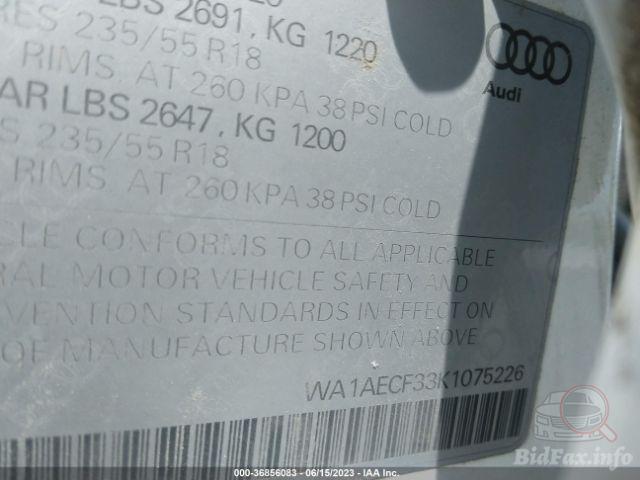 LBS 2691, KG 1220
RES 235/55 R18
RIMS, AT 260 KPA 38 PSI COLD
AR LBS 2647, KG 1200
S 235/55 R18
RIMS, AT 260 KPA 38 PSI COLD
Audi
CLE CONFORMS TO ALL APPLICABLE
RAL MOTOR VEHICLE SAFETY AND
VENTION STANDARDS IN EFFECT ON
OF MANUFACTURE SHOWN ABOVE
WA1AECF33K1075226
BidFax.info
000-36856083 - 06/15/2023 - IAA Inc.